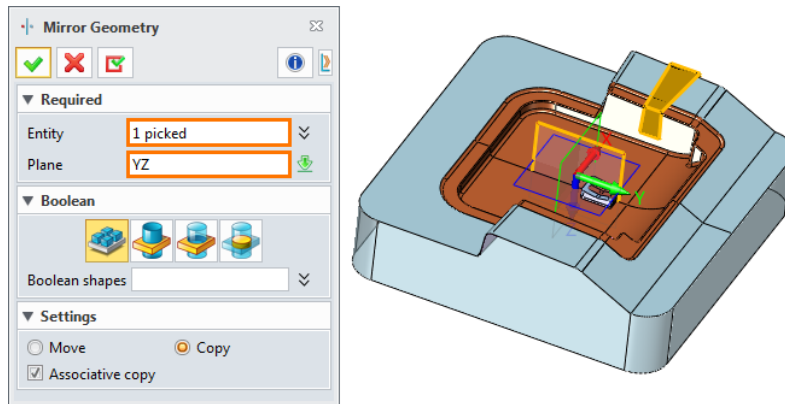 Mirror Geometry
Required
Entity 1 picked
Plane YZ
Boolean
Boolean shapes
Settings
Move Copy
Associative copy
X
Y
Z